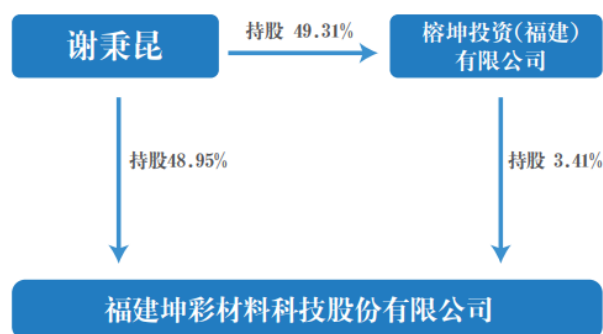 谢秉昆
持股 49.31%
榕坤投资(福建)
有限公司
持股48.95%
持股 3.41%
福建坤彩材料科技股份有限公司